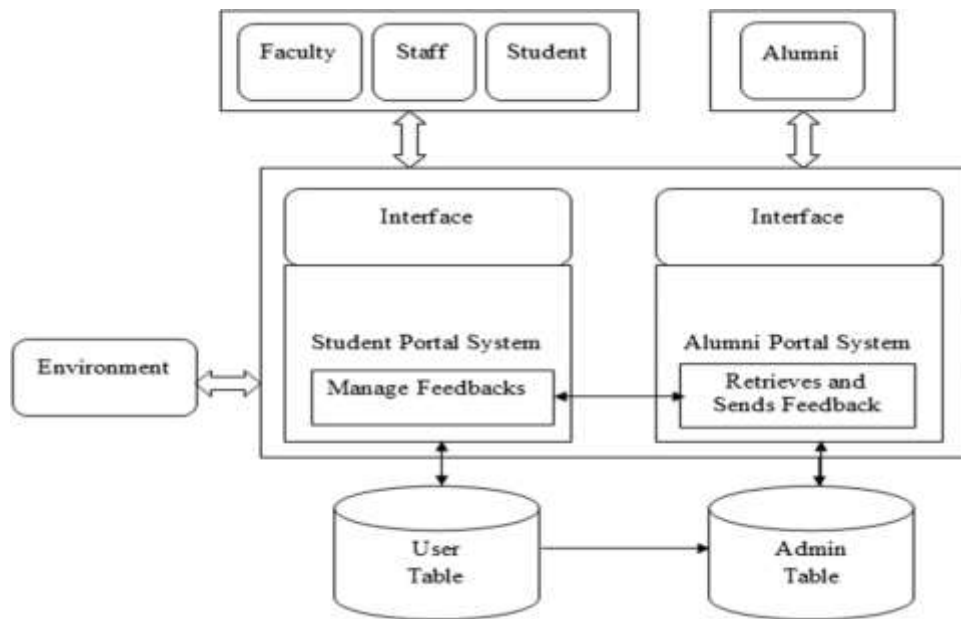 Faculty
Staff
Student
Alumni
Interface
Interface
Student Portal System
Alumni Portal System
Environment
Manage Feedbacks
Retrieves and
Sends Feedback
User
Table
Admin
Table